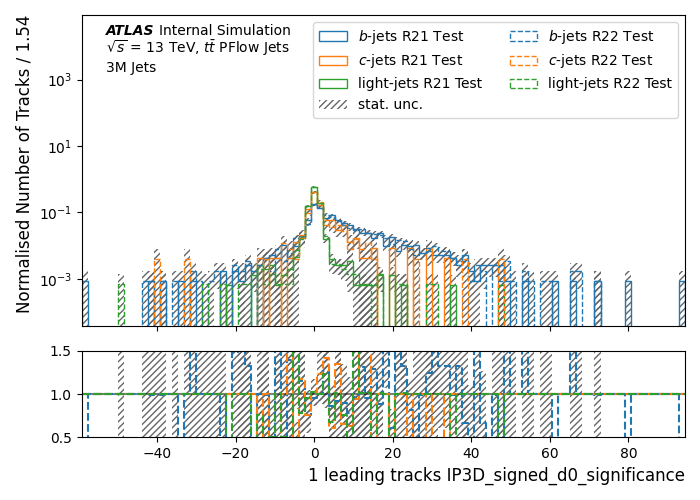 ATLAS Internal Simulation
√s = 13 TeV, tt̄ PFlow Jets
3M Jets
b-jets R21 Test
c-jets R21 Test
light-jets R21 Test
stat. unc.
b-jets R22 Test
c-jets R22 Test
light-jets R22 Test
Normalised Number of Tracks / 1.54
10³
10¹
10⁻¹
10⁻³
1.5
1.0
0.5
−40 −20 0 20 40 60 80
1 leading tracks IP3D_signed_d0_significance